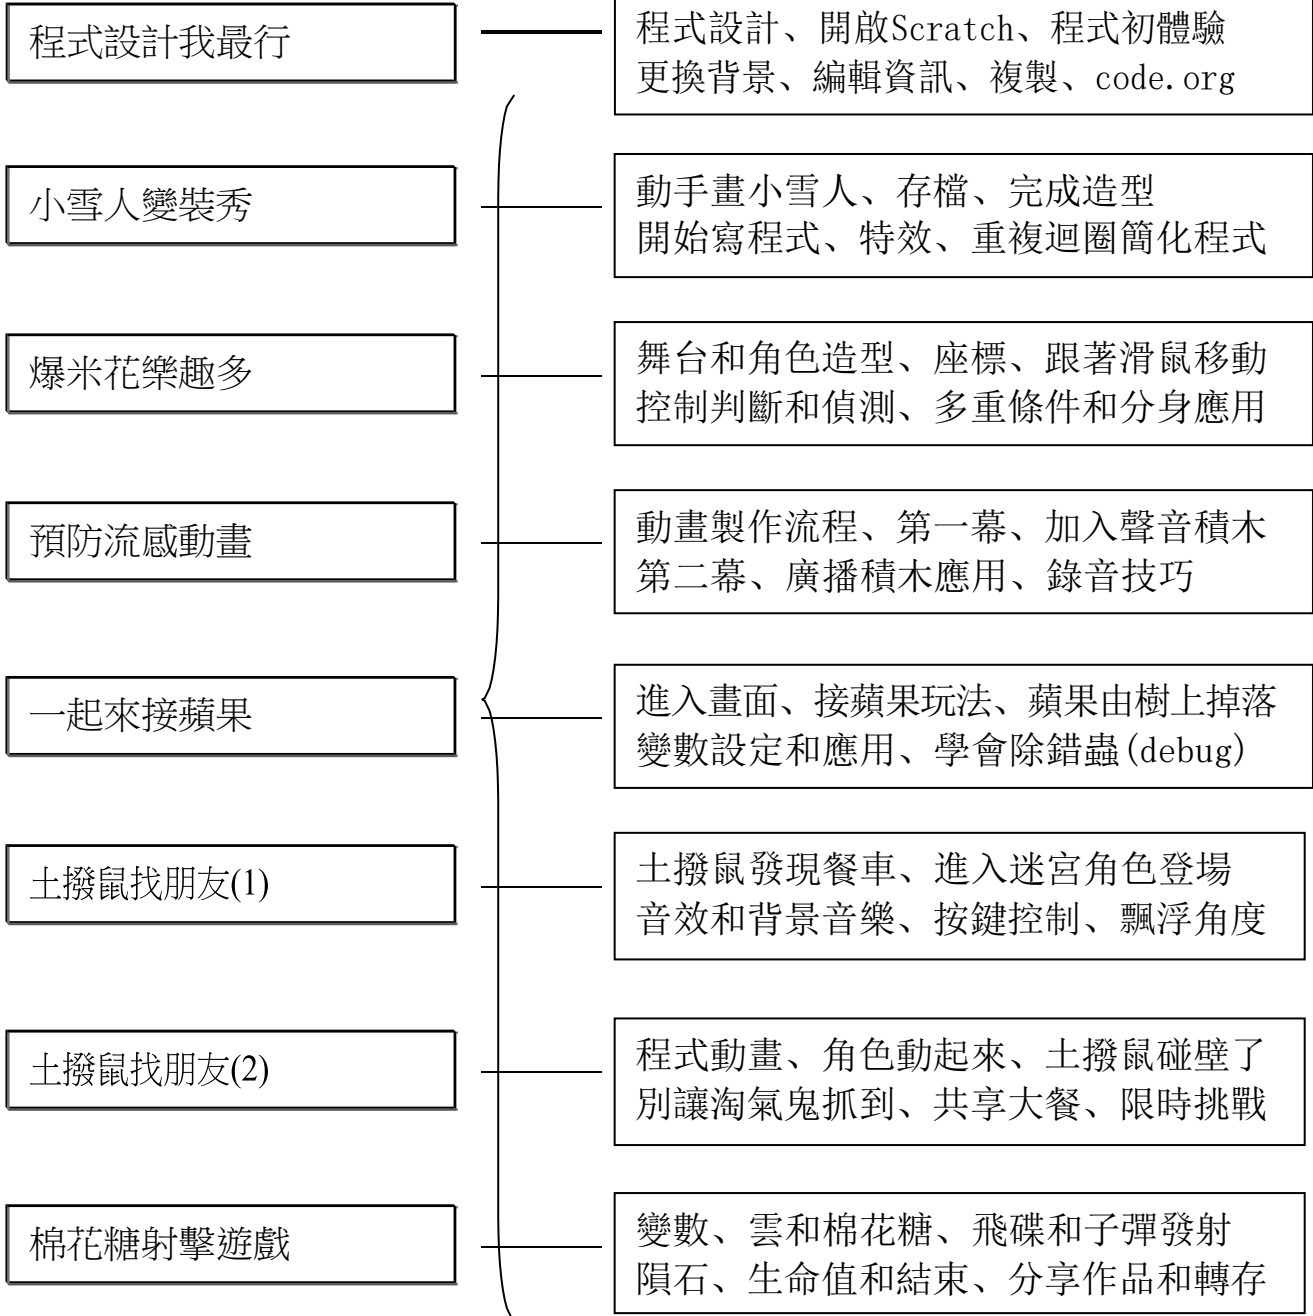 程式設計我最行
程式設計、開啟Scratch、程式初體驗
更換背景、編輯資訊、複製、code.org
小雪人變裝秀
動手畫小雪人、存檔、完成造型
開始寫程式、特效、重複迴圈簡化程式
爆米花樂趣多
舞台和角色造型、座標、跟著滑鼠移動
控制判斷和偵測、多重條件和分身應用
預防流感動畫
動畫製作流程、第一幕、加入聲音積木
第二幕、廣播積木應用、錄音技巧
一起來接蘋果
進入畫面、接蘋果玩法、蘋果由樹上掉落
變數設定和應用、學會除錯蟲(debug)
土撥鼠找朋友(1)
土撥鼠發現餐車、進入迷宮角色登場
音效和背景音樂、按鍵控制、飄浮角度
土撥鼠找朋友(2)
程式動畫、角色動起來、土撥鼠碰壁了
別讓淘氣鬼抓到、共享大餐、限時挑戰
棉花糖射擊遊戲
變數、雲和棉花糖、飛碟和子彈發射
隕石、生命值和結束、分享作品和轉存